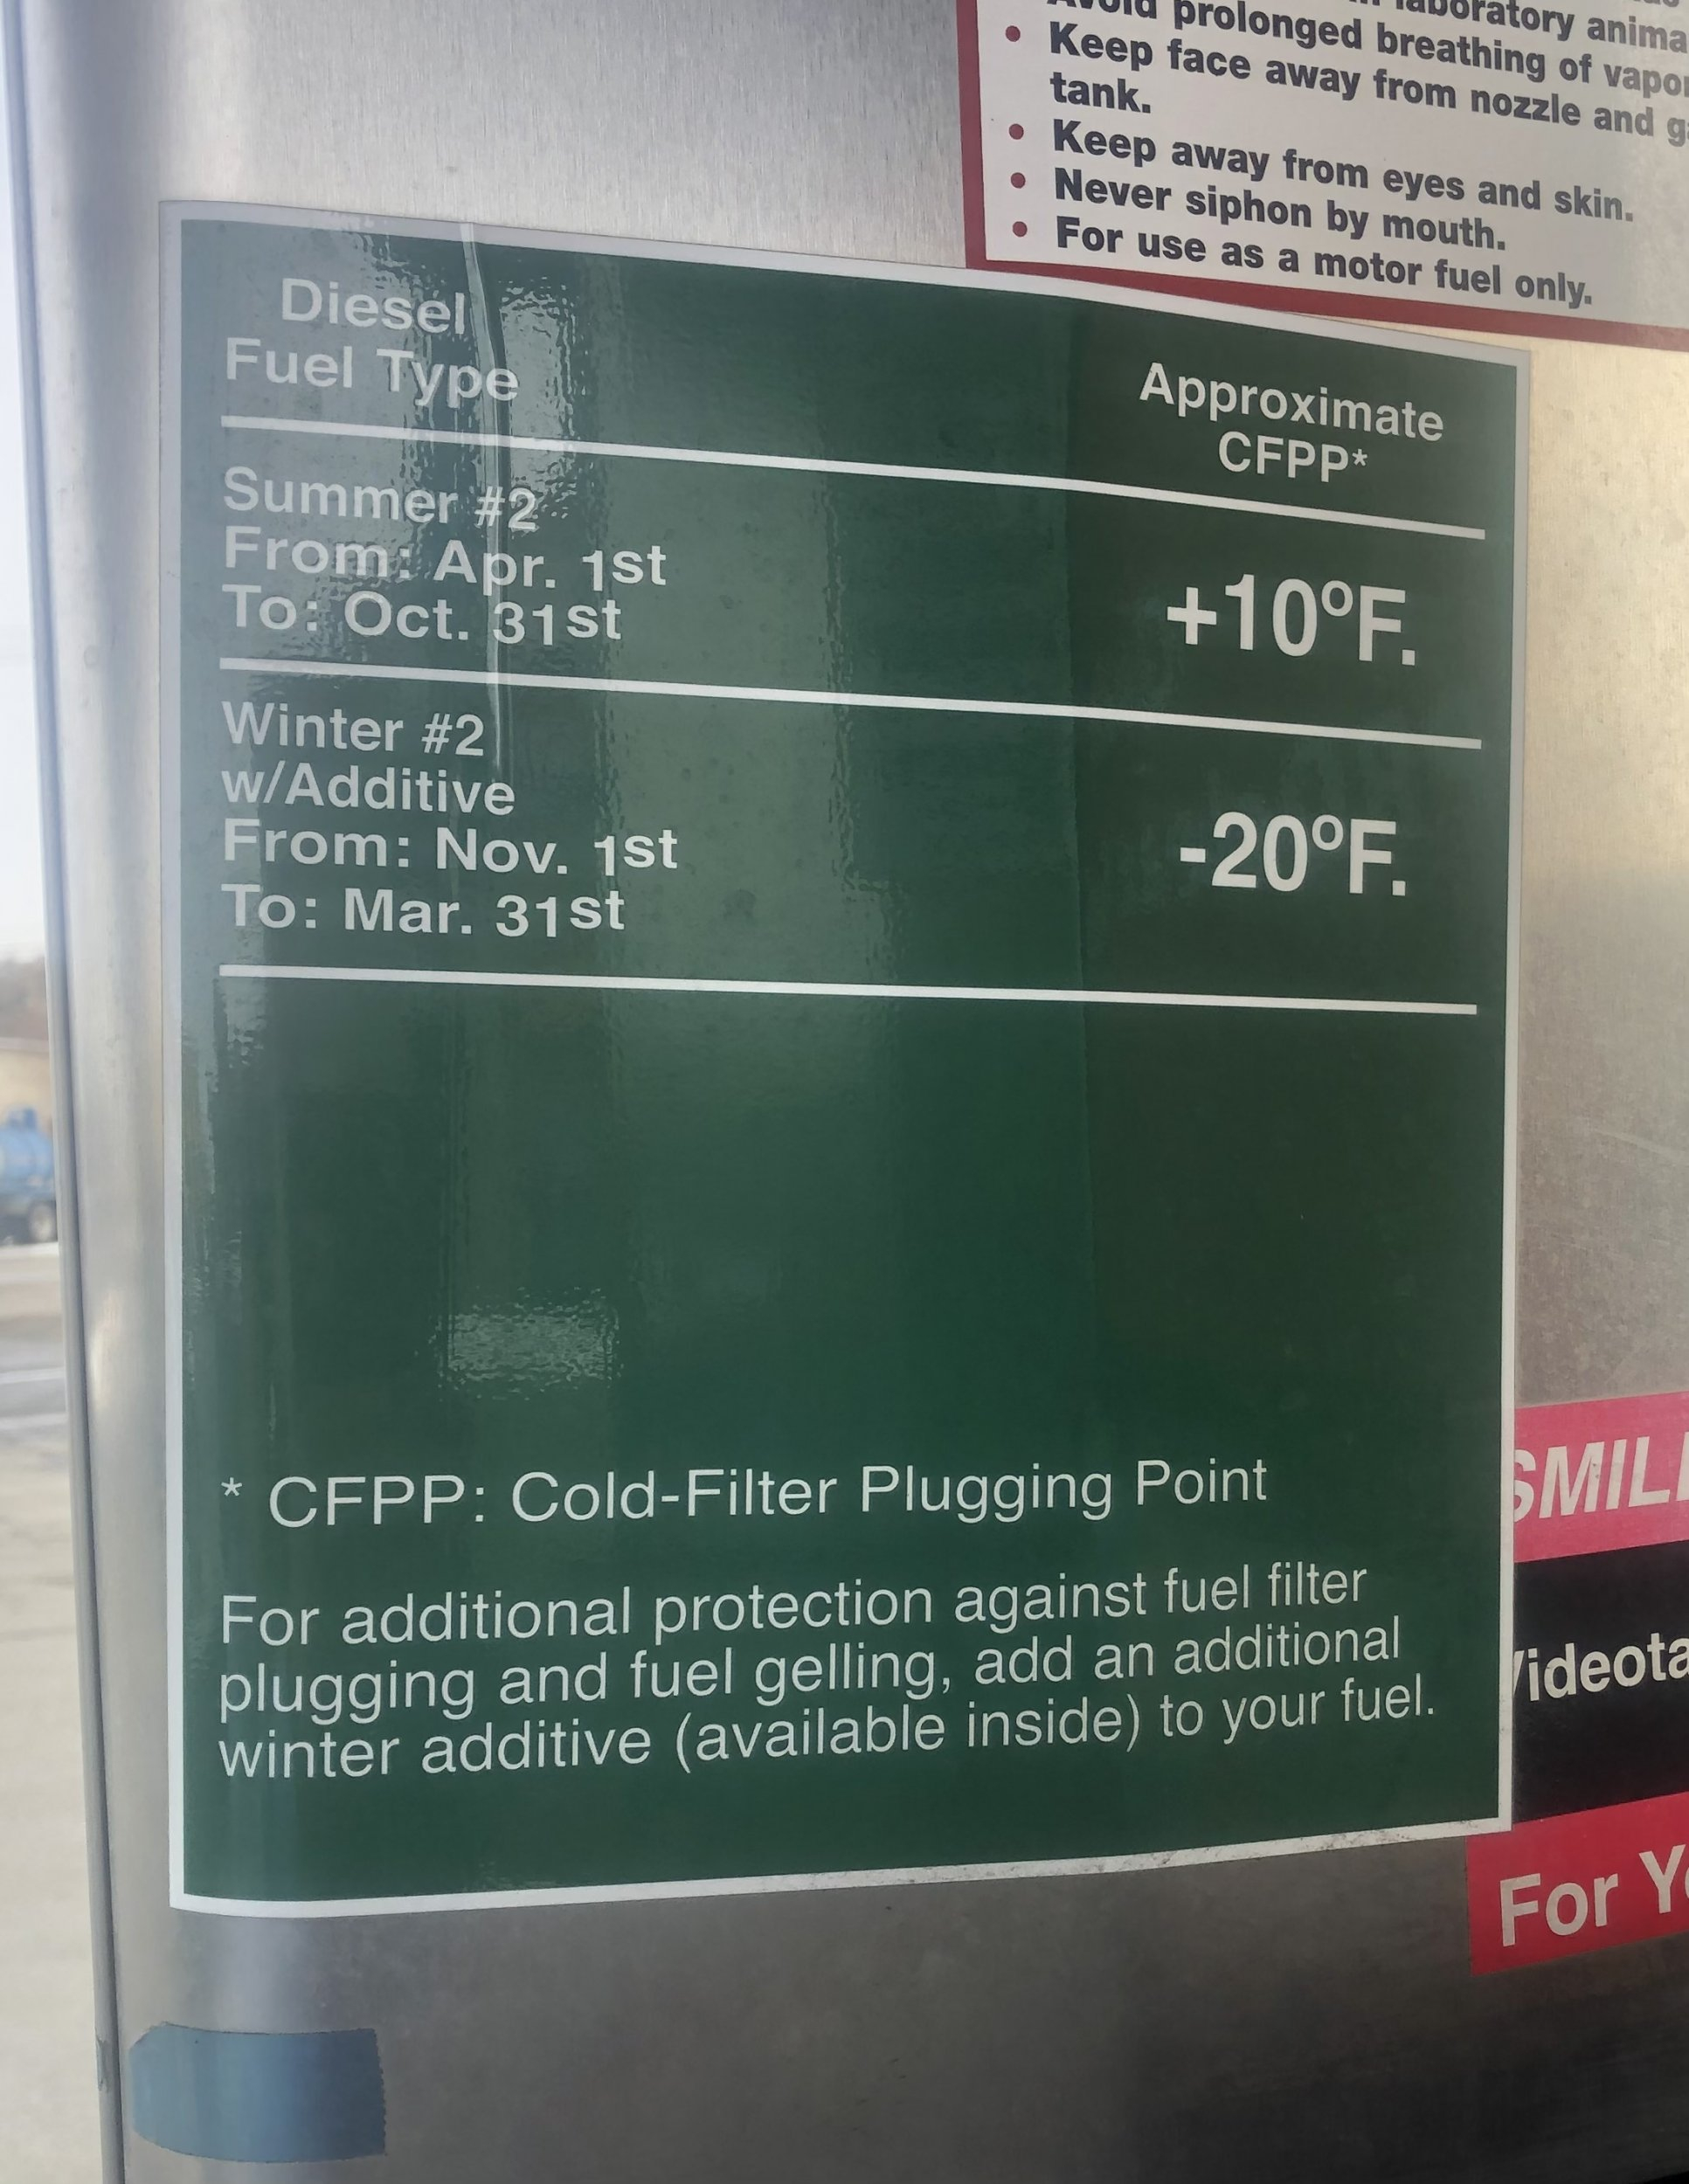 laboratory
Avoid prolonged breathing of
Keep face away from nozzle and
tank.
Keep away from eyes and skin.
Never siphon by mouth.
For use as a motor fuel only.
Diesel
Fuel Type
Approximate
CFPP*
Summer #2
From: Apr. 1st
To: Oct. 31st
+10°F.
Winter #2
w/Additive
From: Nov. 1st
To: Mar. 31st
-20°F.
* CFPP: Cold-Filter Plugging Point
For additional protection against fuel filter
plugging and fuel gelling, add an additional
winter additive (available inside) to your fuel.
For